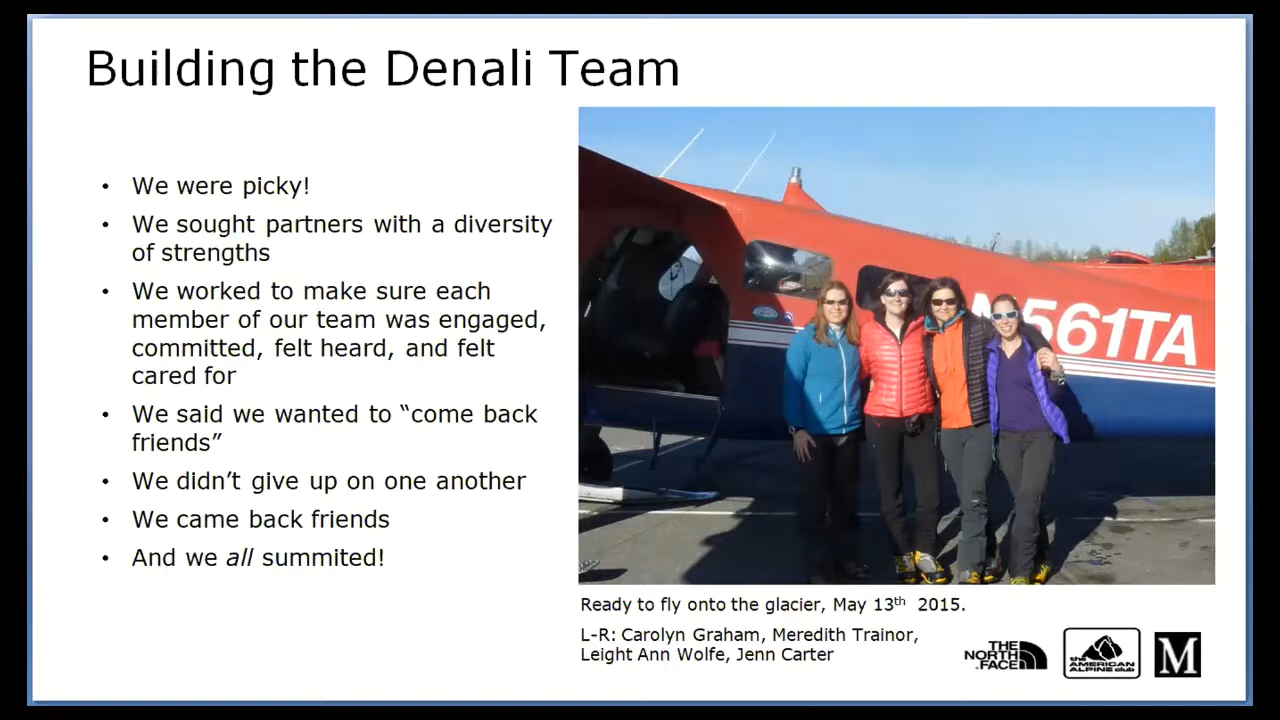 Building the Denali Team
• We were picky!
• We sought partners with a diversity
of strengths
• We worked to make sure each
member of our team was engaged,
committed, felt heard, and felt
cared for
• We said we wanted to “come back
friends”
• We didn’t give up on one another
• We came back friends
• And we all summited!
N561TA
Ready to fly onto the glacier, May 13th 2015.
L-R: Carolyn Graham, Meredith Trainor,
Leight Ann Wolfe, Jenn Carter
THE
NORTH
FACE
the
AMERICAN
ALPINE club
M